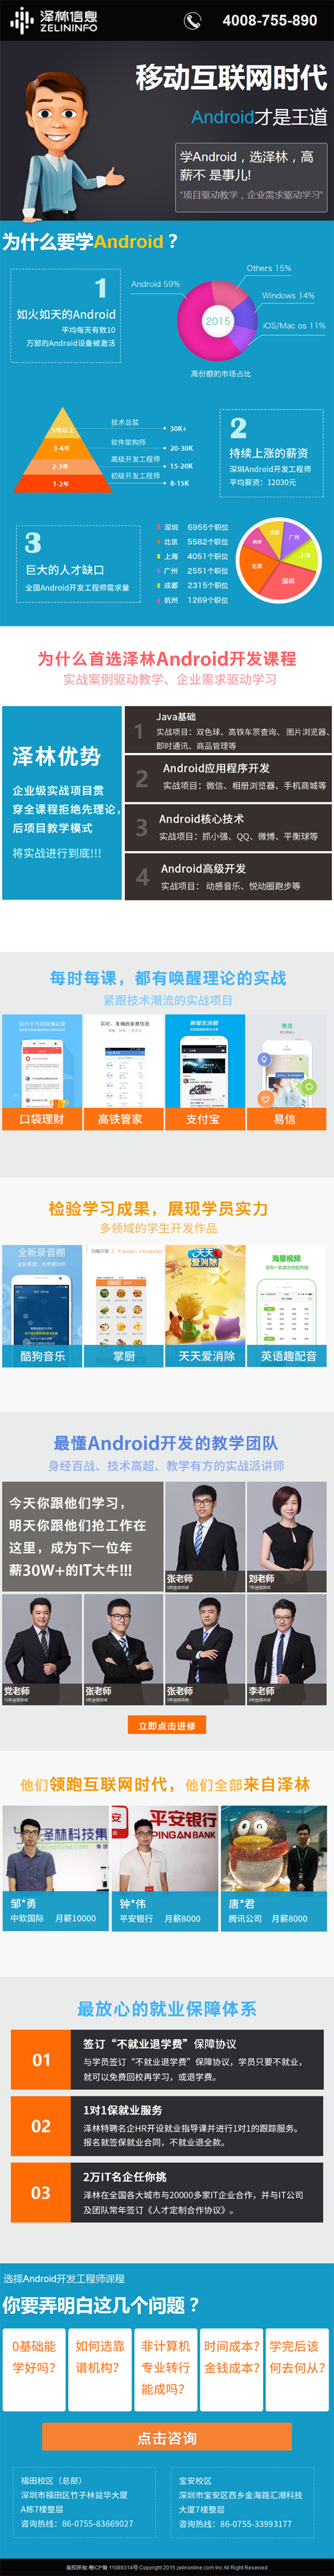 泽林信息
ZELININFO
4008-755-890
移动互联网时代
Android才是王道
学Android，选泽林，高
薪不是事儿!
"项目驱动教学，企业需求驱动学习"
为什么要学Android？
1
如火如天的Android
平均每天有数10
万部的Android设备被激活
Others 15%
Android 59%
Windows 14%
2015
iOS/Mac os 11%
高份额的市场占比
5年以上
技术总监
30K+
3-4年
软件架构师
20-30K
2-3年
高级开发工程师
15-20K
1-2年
初级开发工程师
8-15K
2
持续上涨的薪资
深圳Android开发工程师
平均薪资：12030元
3
巨大的人才缺口
全国Android开发工程师需求量
深圳 6955个职位
北京 5582个职位
上海 4051个职位
广州 2551个职位
成都 2315个职位
杭州 1269个职位
成都
广州
杭州
上海
北京
深圳
为什么首选泽林Android开发课程
实战案例驱动教学、企业需求驱动学习
泽林优势
企业级实战项目贯
穿全课程拒绝先理论，
后项目教学模式
将实战进行到底!!!
1
Java基础
实战项目：双色球、高铁车票查询、图片浏览器、
即时通讯、商品管理等
2
Android应用程序开发
实战项目：微信、相册浏览器、手机商城等
3
Android核心技术
实战项目：抓小强、QQ、微博、平衡球等
4
Android高级开发
实战项目：动感音乐、悦动圈跑步等
每时每课，都有唤醒理论的实战
紧跟技术潮流的实战项目
口袋理财
高铁管家
支付宝
易信
检验学习成果，展现学员实力
多领域的学生开发作品
全新录音棚
天天
爱消除
海量视频
酷狗音乐
掌厨
天天爱消除
英语趣配音
最懂Android开发的教学团队
身经百战、技术高超、教学有方的实战派讲师
今天你跟他们学习，
明天你跟他们抢工作在
这里，成为下一位年
薪30W+的IT大牛!!!
张老师
刘老师
党老师
张老师
张老师
李老师
立即点击进修
他们领跑互联网时代，他们全部来自泽林
泽林科技集
平安银行
PINGAN BANK
邹*勇
中软国际 月薪10000
钟*伟
平安银行 月薪8000
唐*君
腾讯公司 月薪8000
最放心的就业保障体系
01
签订“不就业退学费”保障协议
与学员签订“不就业退学费”保障协议，学员只要不就业，
就可以免费回校再学习，或退学费。
02
1对1保就业服务
泽林特聘名企HR开设就业指导课并进行1对1的跟踪服务。
报名就签保就业合同，不就业退全款。
03
2万IT名企任你挑
泽林在全国各大城市与20000多家IT企业合作，并与IT公司
及团队常年签订《人才定制合作协议》。
选择Android开发工程师课程
你要弄明白这几个问题？
0基础能
学好吗？
如何选靠
谱机构？
非计算机
专业转行
能成吗？
时间成本？
金钱成本？
学完后该
何去何从？
点击咨询
福田校区（总部）
深圳市福田区竹子林益华大厦
A栋7楼整层
咨询热线：86-0755-83669027
宝安校区
深圳市宝安区西乡金海路汇潮科技
大厦7楼整层
咨询热线：86-0755-33993177
版权所有:粤ICP备 11089314号 Copyright 2015 zelinonline.com Inc All Right Reserved